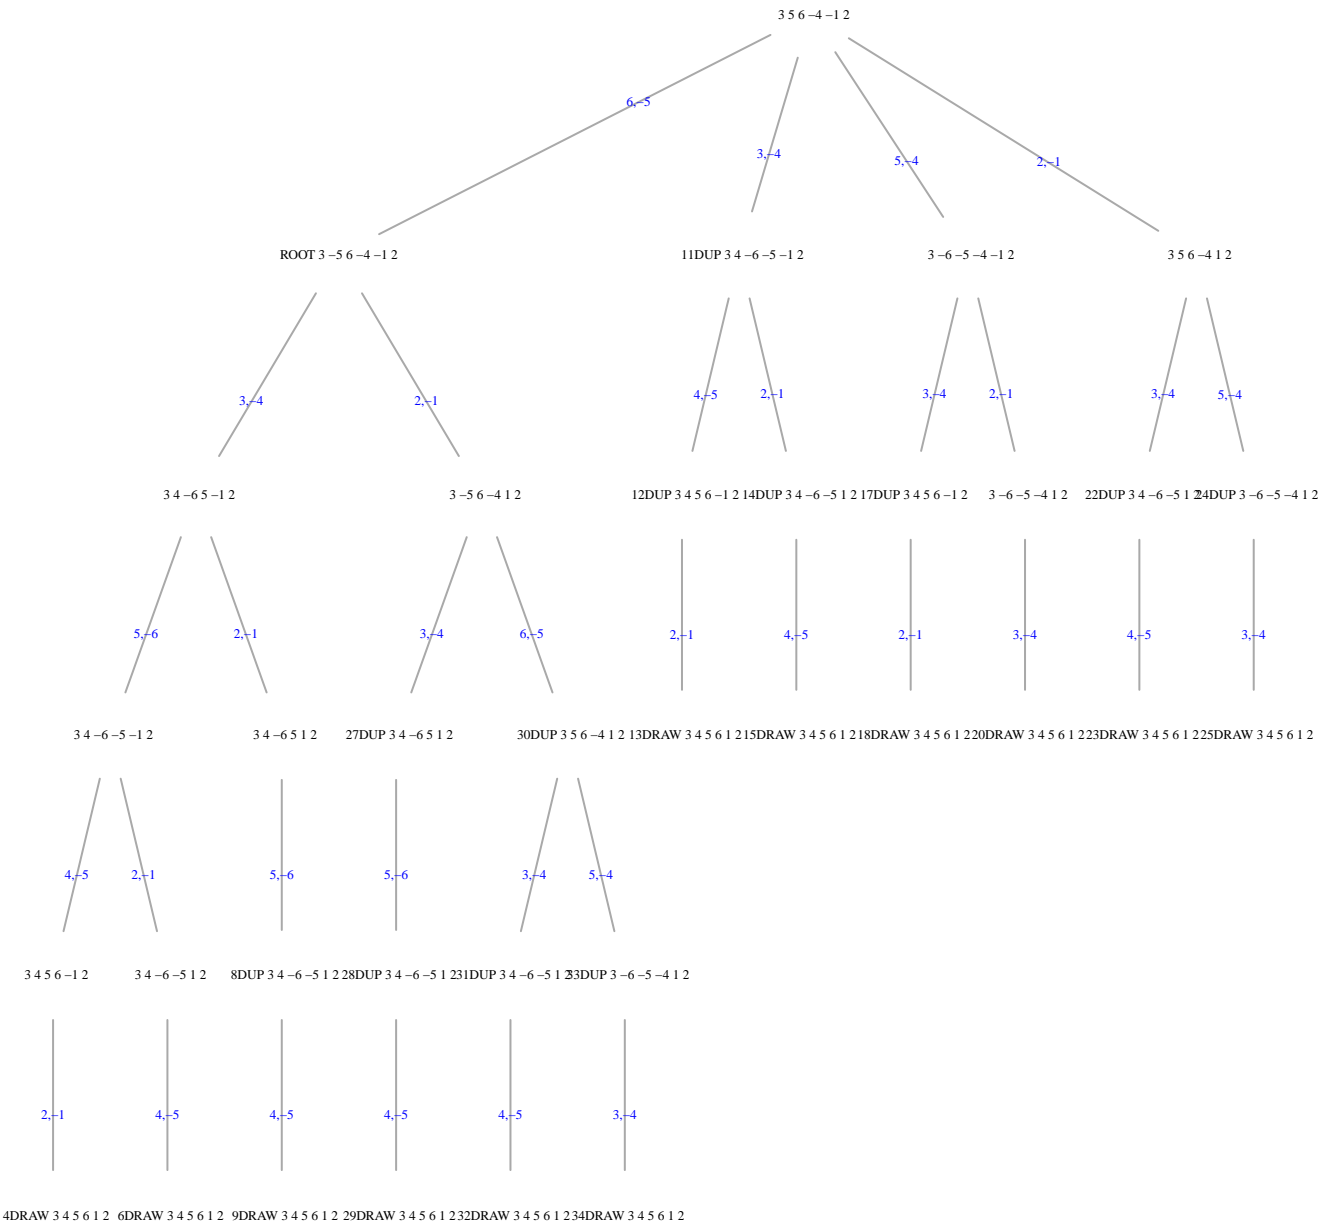 3 5 6 −4 −1 2
6,−5
3,−4
5,−4
2,−1
ROOT 3 −5 6 −4 −1 2
11DUP 3 4 −6 −5 −1 2
3 −6 −5 −4 −1 2
3 5 6 −4 1 2
3,−4
2,−1
4,−5
2,−1
3,−4
2,−1
3,−4
5,−4
3 4 −6 5 −1 2
3 −5 6 −4 1 2
12DUP 3 4 5 6 −1 2
14DUP 3 4 −6 −5 1 2
17DUP 3 4 5 6 −1 2
3 −6 −5 −4 1 2
22DUP 3 4 −6 −5 1 2
24DUP 3 −6 −5 −4 1 2
5,−6
2,−1
3,−4
6,−5
2,−1
4,−5
2,−1
3,−4
4,−5
3,−4
3 4 −6 −5 −1 2
3 4 −6 5 1 2
27DUP 3 4 −6 5 1 2
30DUP 3 5 6 −4 1 2
13DRAW 3 4 5 6 1 2
15DRAW 3 4 5 6 1 2
18DRAW 3 4 5 6 1 2
20DRAW 3 4 5 6 1 2
23DRAW 3 4 5 6 1 2
25DRAW 3 4 5 6 1 2
4,−5
2,−1
5,−6
5,−6
3,−4
5,−4
3 4 5 6 −1 2
3 4 −6 −5 1 2
8DUP 3 4 −6 −5 1 2
28DUP 3 4 −6 −5 1 2
31DUP 3 4 −6 −5 1 2
33DUP 3 −6 −5 −4 1 2
2,−1
4,−5
4,−5
4,−5
4,−5
3,−4
4DRAW 3 4 5 6 1 2
6DRAW 3 4 5 6 1 2
9DRAW 3 4 5 6 1 2
29DRAW 3 4 5 6 1 2
32DRAW 3 4 5 6 1 2
34DRAW 3 4 5 6 1 2